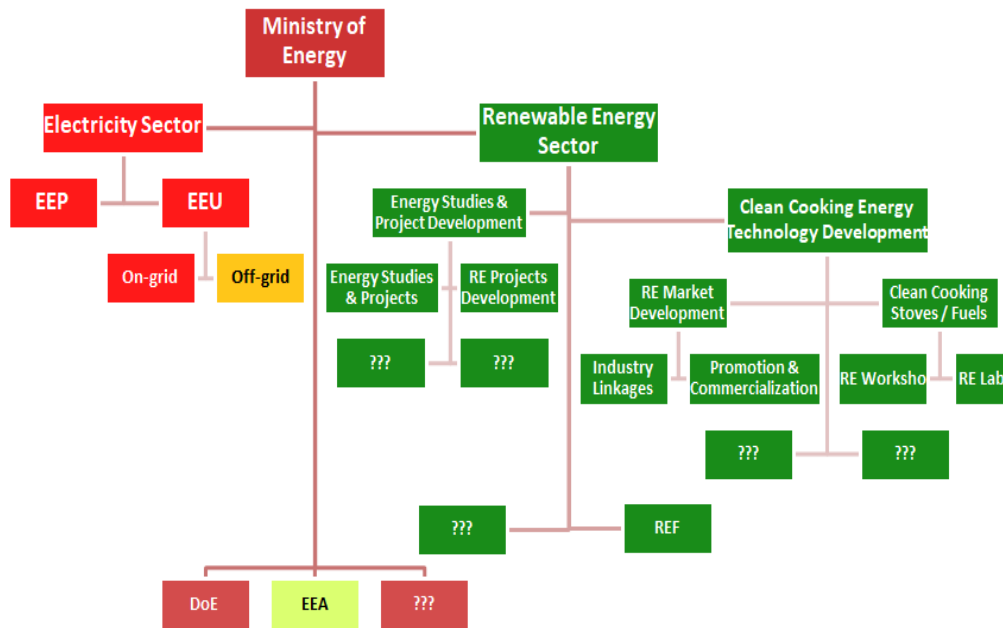 Ministry of
Energy
Electricity Sector
Renewable Energy
Sector
EEP
EEU
Energy Studies &
Project Development
Clean Cooking Energy
Technology Development
On-grid
Off-grid
Energy Studies
& Projects
RE Projects
Development
RE Market
Development
Clean Cooking
Stoves / Fuels
???
???
Industry
Linkages
Promotion &
Commercialization
RE Worksho
RE Lab
???
???
???
REF
DoE
EEA
???